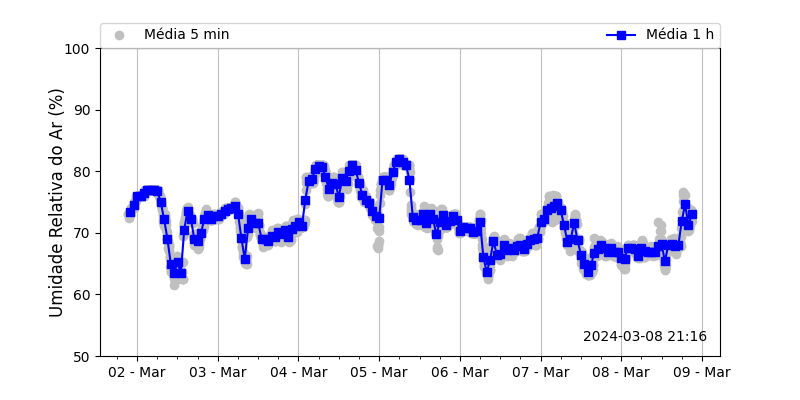 Média 5 min
Média 1 h
Umidade Relativa do Ar (%)
100
90
80
70
60
50
2024-03-08 21:16
02 - Mar
03 - Mar
04 - Mar
05 - Mar
06 - Mar
07 - Mar
08 - Mar
09 - Mar